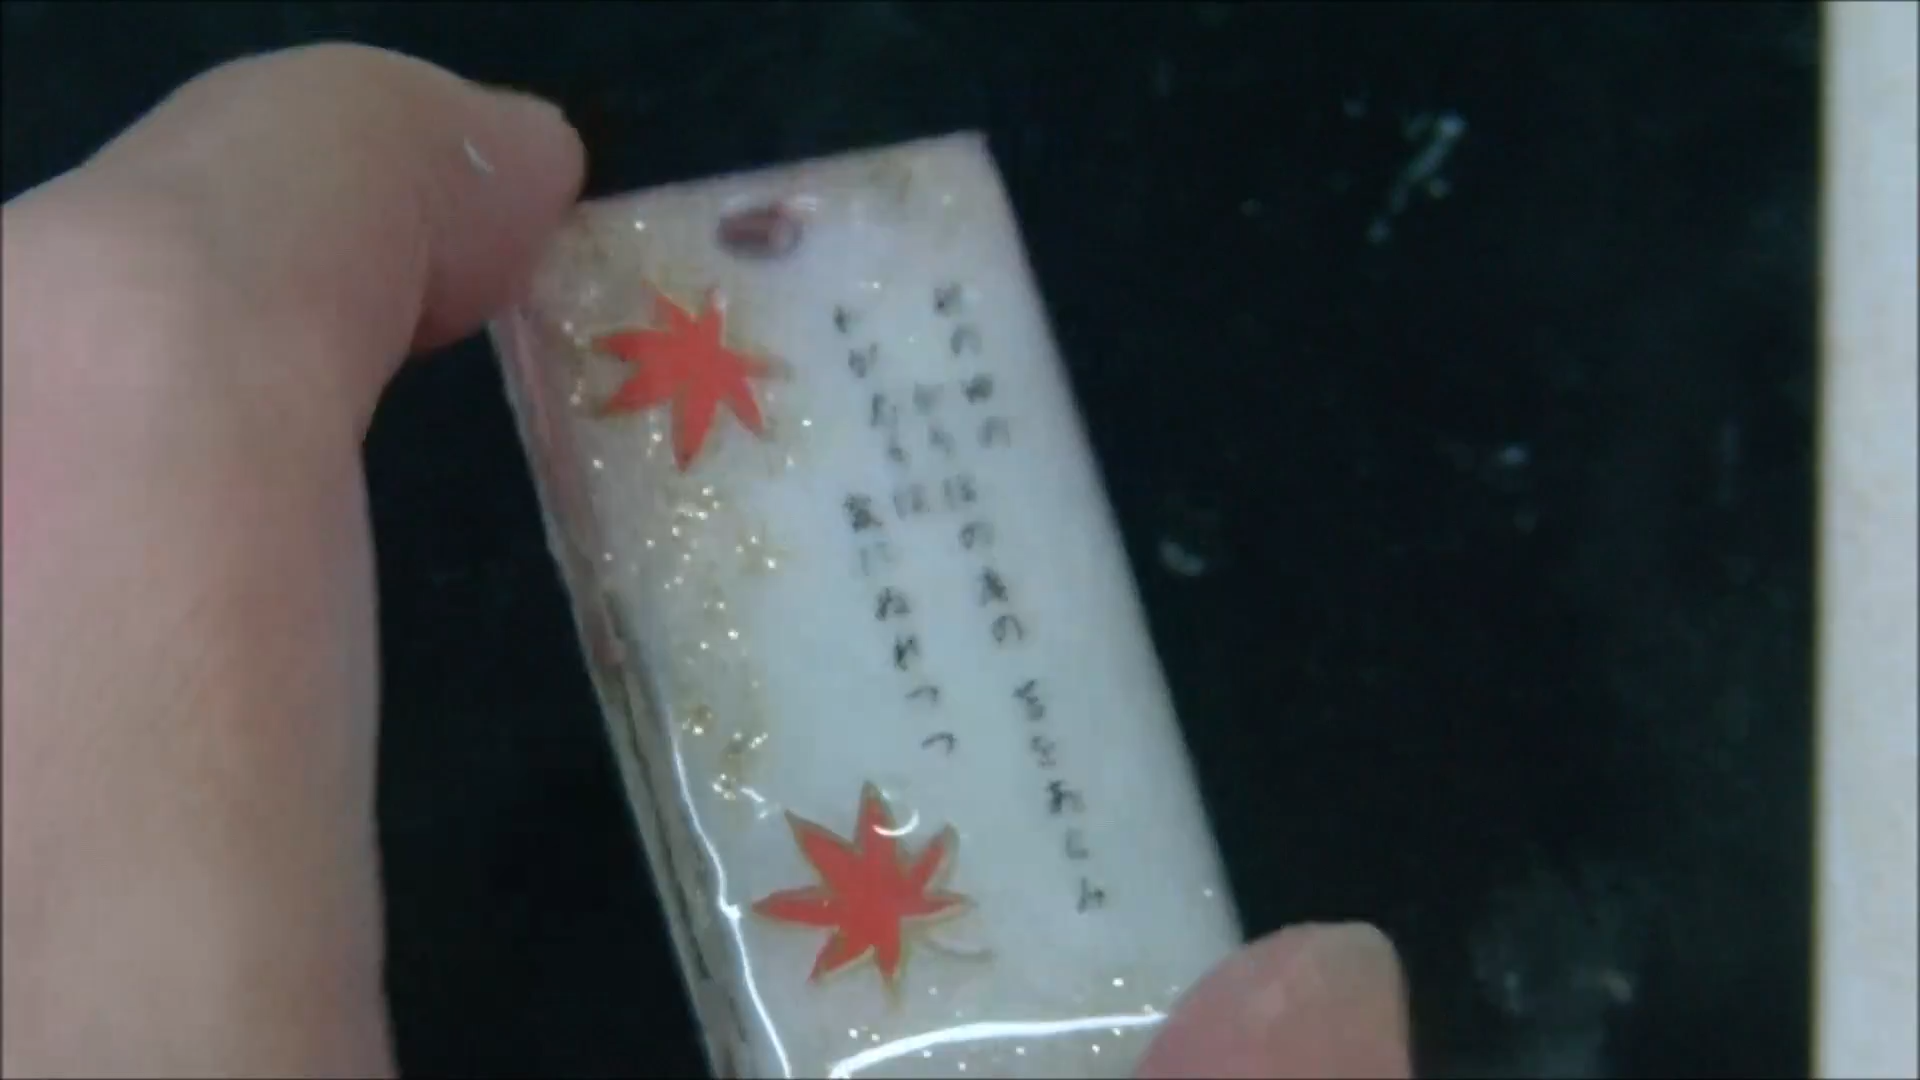 秋の田の
かりほの庵の
苫をあらみ
わが衣手は
露にぬれつつ